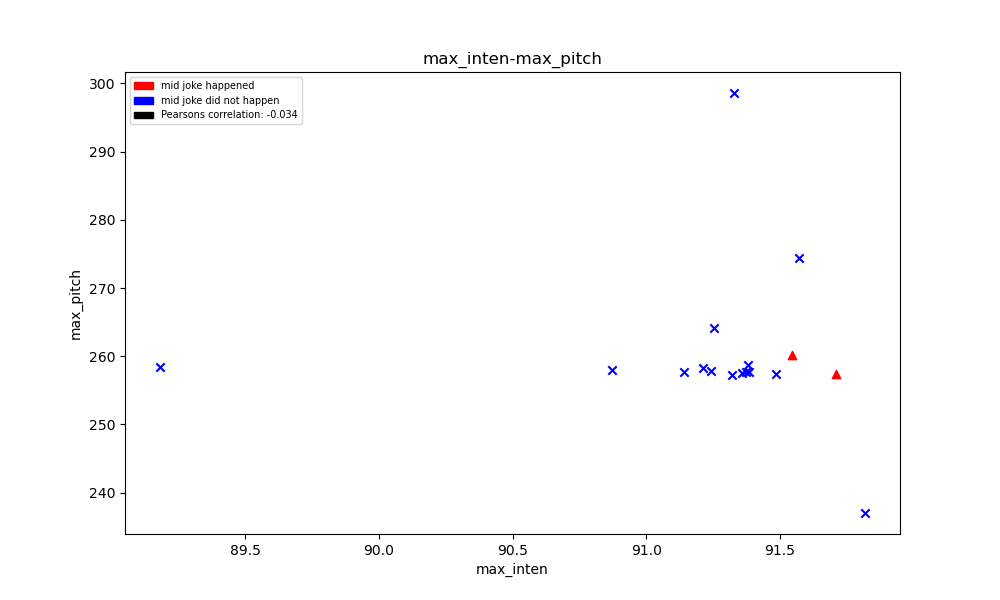 max_inten-max_pitch
mid joke happened
mid joke did not happen
Pearsons correlation: -0.034
300
290
280
270
260
250
240
max_pitch
89.5 90.0 90.5 91.0 91.5
max_inten